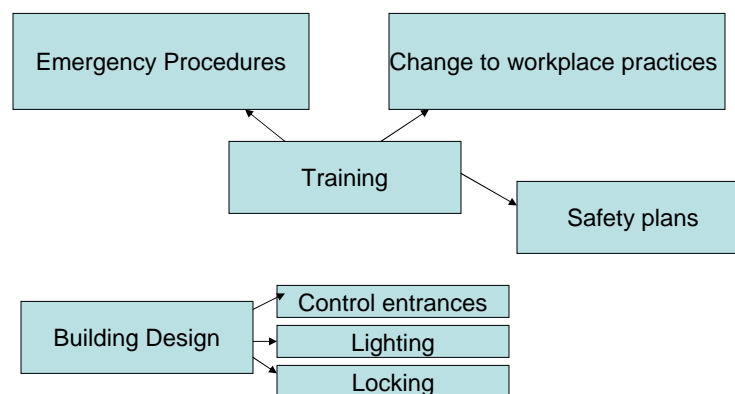 Emergency Procedures
Change to workplace practices
Training
Safety plans
Building Design
Control entrances
Lighting
Locking